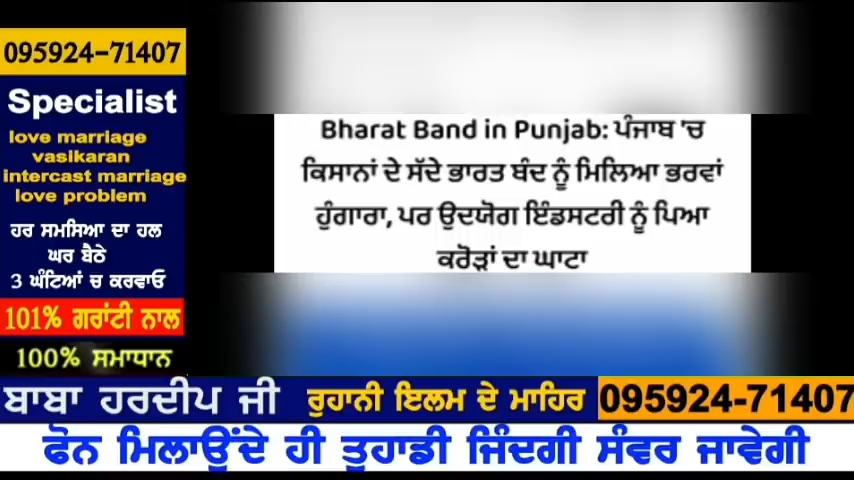 095924-71407
Specialist
love marriage
vasikaran
intercast marriage
love problem
ਹਰ ਸਮਸਿਆ ਦਾ ਹਲ
ਘਰ ਬੈਠੇ
3 ਘੰਟਿਆਂ ਚ ਕਰਵਾਓ
101% ਗਰਾਂਟੀ ਨਾਲ
100% ਸਮਾਧਾਨ
Bharat Band in Punjab: ਪੰਜਾਬ 'ਚ
ਕਿਸਾਨਾਂ ਦੇ ਸੱਦੇ ਭਾਰਤ ਬੰਦ ਨੂੰ ਮਿਲਿਆ ਭਰਵਾਂ
ਹੁੰਗਾਰਾ, ਪਰ ਉਦਯੋਗ ਇੰਡਸਟਰੀ ਨੂੰ ਪਿਆ
ਕਰੋੜਾਂ ਦਾ ਘਾਟਾ
ਬਾਬਾ ਹਰਦੀਪ ਜੀ ਰੁਹਾਨੀ ਇਲਮ ਦੇ ਮਾਹਿਰ 095924-71407
ਫੋਨ ਮਿਲਾਉਂਦੇ ਹੀ ਤੁਹਾਡੀ ਜਿੰਦਗੀ ਸੰਵਰ ਜਾਵੇਗੀ